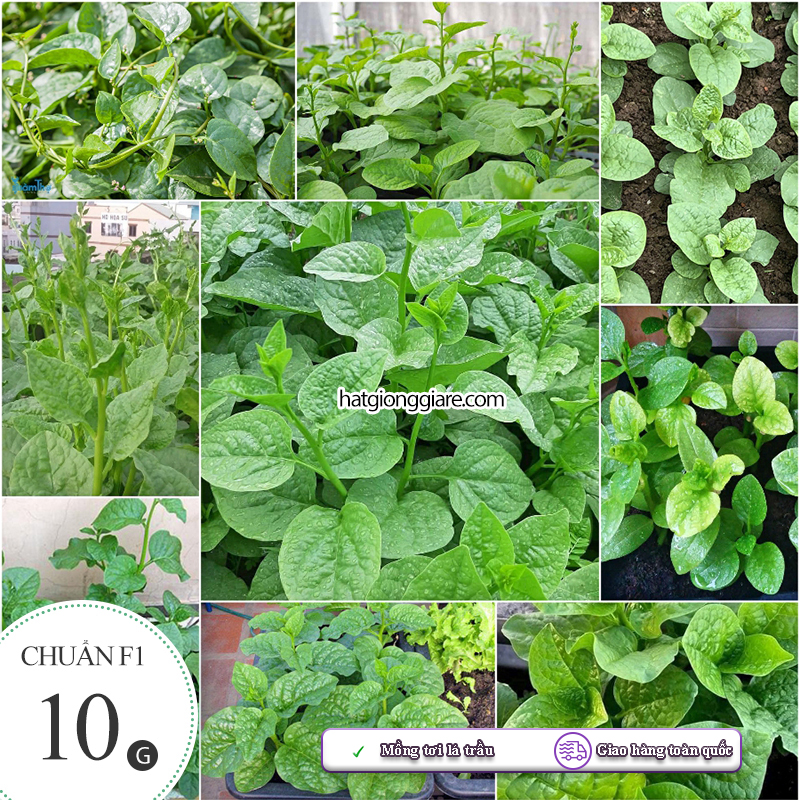 hatgionggiare.com
CHUẨN F1
10 G
✓ Mồng tơi lá trầu
Giao hàng toàn quốc